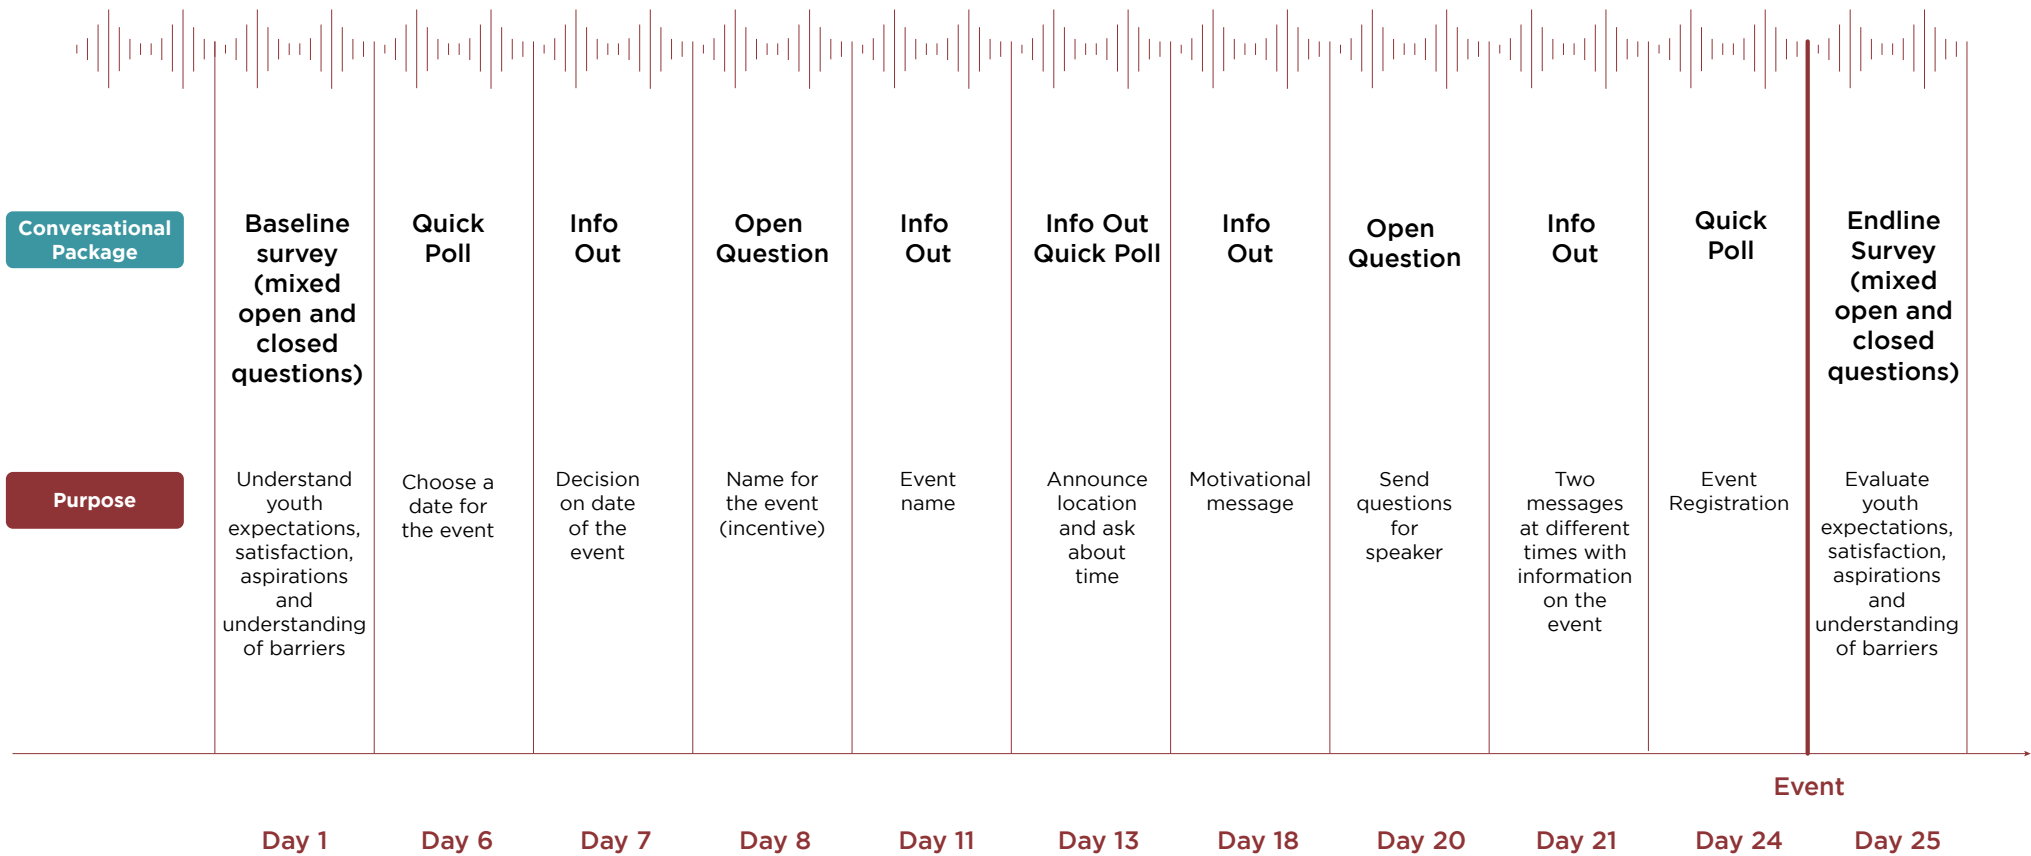 Conversational
Package
Baseline
survey
(mixed
open and
closed
questions)
Quick
Poll
Info
Out
Open
Question
Info
Out
Info Out
Quick Poll
Info
Out
Open
Question
Info
Out
Quick
Poll
Endline
Survey
(mixed
open and
closed
questions)
Purpose
Understand
youth
expectations,
satisfaction,
aspirations
and
understanding
of barriers
Choose a
date for
the event
Decision
on date
of the
event
Name for
the event
(incentive)
Event
name
Announce
location
and ask
about
time
Motivational
message
Send
questions
for
speaker
Two
messages
at different
times with
information
on the
event
Event
Registration
Evaluate
youth
expectations,
satisfaction,
aspirations
and
understanding
of barriers
Event
Day 1
Day 6
Day 7
Day 8
Day 11
Day 13
Day 18
Day 20
Day 21
Day 24
Day 25